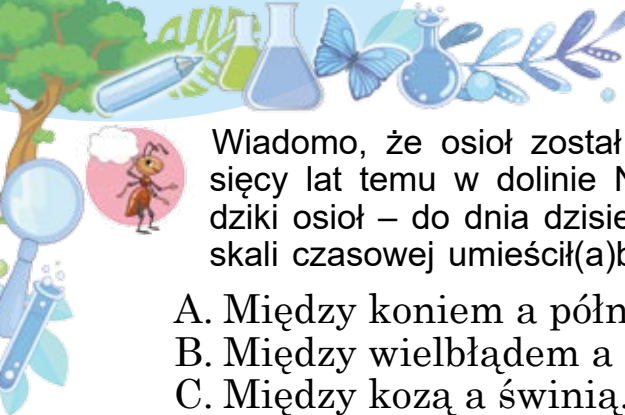 Wiadomo, że osioł został
sięcy lat temu w dolinie N
dziki osioł – do dnia dzisie
skali czasowej umieścił(a)b
A. Między koniem a półn
B. Między wielbłądem a
C. Między kozą a świnią.